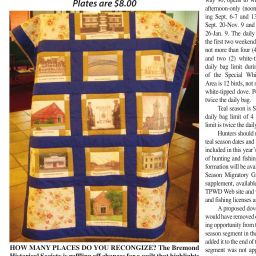 Plates are $8.00
HOW MANY PLACES DO YOU RECONGIZE? The Bremond
Historical Society is raffling off chances for a quilt that highlights
afternoon-only (noon
ing Sept. 6-7 and 13
Sept. 20-Nov. 9 and
26-Jan. 9. The daily
the first two weekend
not more than four (4
and two (2) white-ti
daily bag limit durin
of the Special Whi
Area is 12 birds, not m
white-tipped dove. Po
twice the daily bag.
Teal season is S
daily bag limit of 4
limit is twice the daily
Hunters should r
teal season dates and
included in this year's
of hunting and fishing
Season Migratory G
supplement, available
TPWD Web site and
and fishing licenses a
A proposed dov
would have removed
ing opportunity from t
season segment in the
added it to the end of t
segment was not app